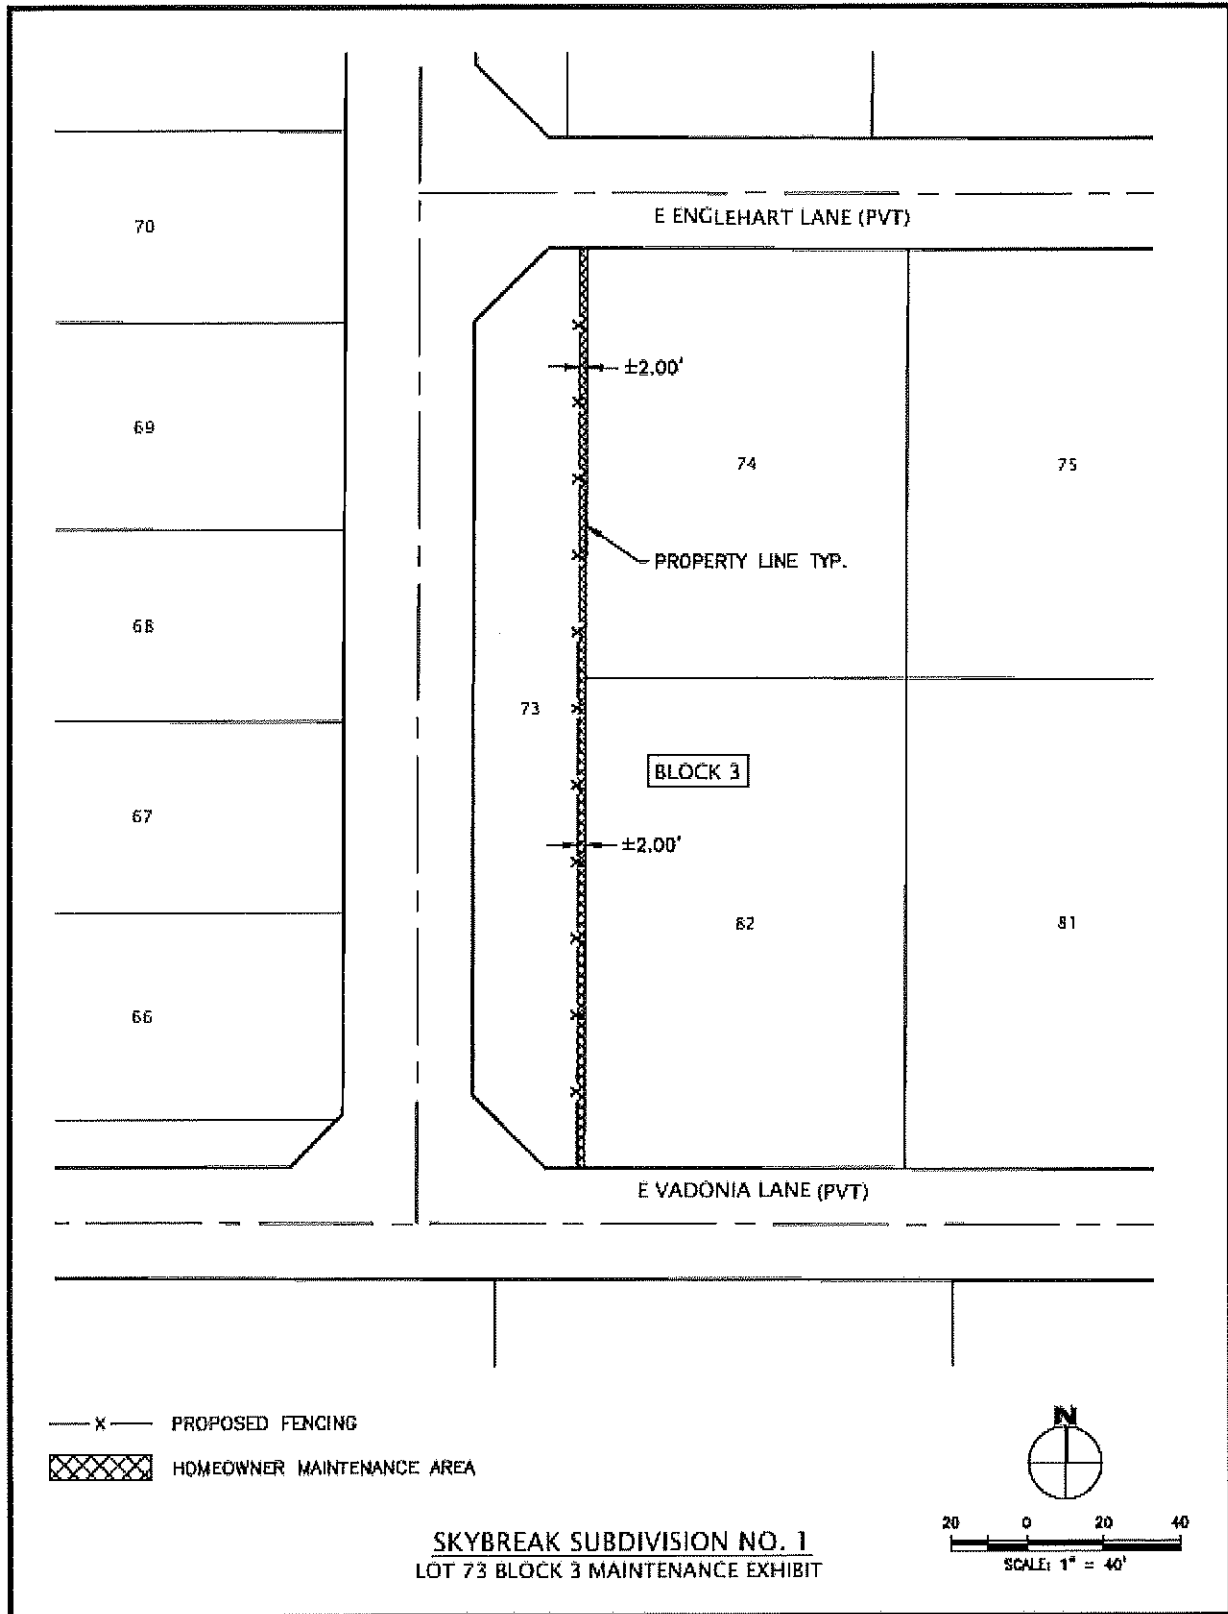 E ENGLEHART LANE (PVT)
70
±2.00'
69
74
75
PROPERTY LINE TYP.
68
73
BLOCK 3
67
±2.00'
82
81
66
E VADONIA LANE (PVT)
X PROPOSED FENCING
HOMEOWNER MAINTENANCE AREA
N
20 0 20 40
SCALE: 1" = 40'
SKYBREAK SUBDIVISION NO. 1
LOT 73 BLOCK 3 MAINTENANCE EXHIBIT